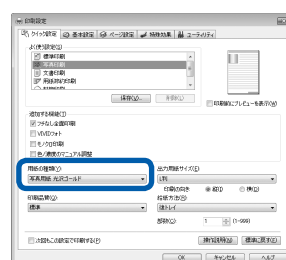 印刷設定
クイック設定 基本設定 ページ設定 特殊効果 ユーティリティ
よく使う設定(S)
標準印刷
写真印刷
文書印刷
用紙節約印刷
保存(V)... 削除(X)
印刷前にプレビューを表示(W)
追加する機能(T)
フチなし全面印刷
VIVIDフォト
モノクロ印刷
色/濃度のマニュアル調整
用紙の種類(Y) 出力用紙サイズ(E)
写真用紙 光沢ゴールド L判
印刷の向き 縦(D) 横(O)
印刷品質(Q) 給紙方法(R)
標準 後トレイ
部数(C) 1 (1-999)
次回もこの設定で印刷する(P) 操作説明(N) 標準に戻す(F)
OK キャンセル ヘルプ